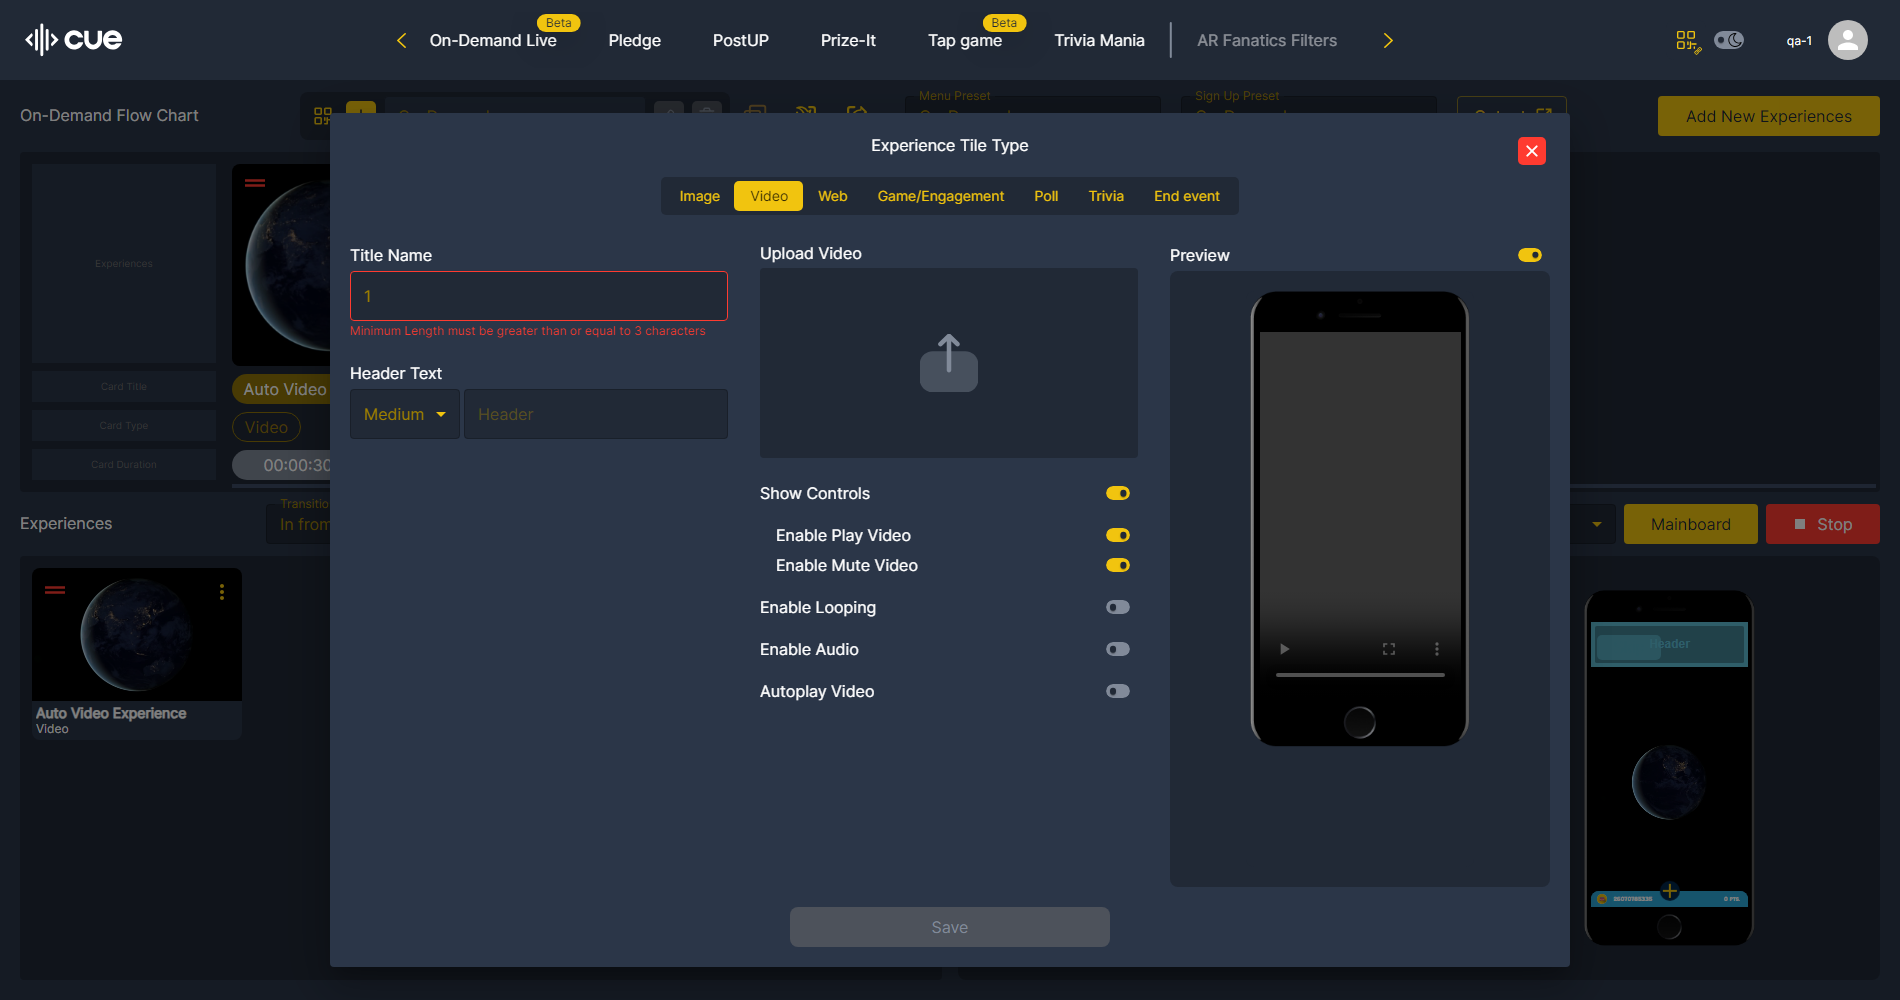 cue
On-Demand Live
Beta
Pledge
PostUP
Prize-It
Tap game
Beta
Trivia Mania
AR Fanatics Filters
qa-1
On-Demand Flow Chart
Menu Preset
Sign Up Preset
Add New Experiences
Experience Tile Type
Image
Video
Web
Game/Engagement
Poll
Trivia
End event
Experiences
Card Title
Card Type
Card Duration
Auto Video
Video
00:00:30
Title Name
1
Minimum Length must be greater than or equal to 3 characters
Header Text
Medium
Header
Upload Video
Show Controls
Enable Play Video
Enable Mute Video
Enable Looping
Enable Audio
Autoplay Video
Preview
Save
Experiences
In from
Mainboard
Stop
Auto Video Experience
Video
Header
0 PTS.